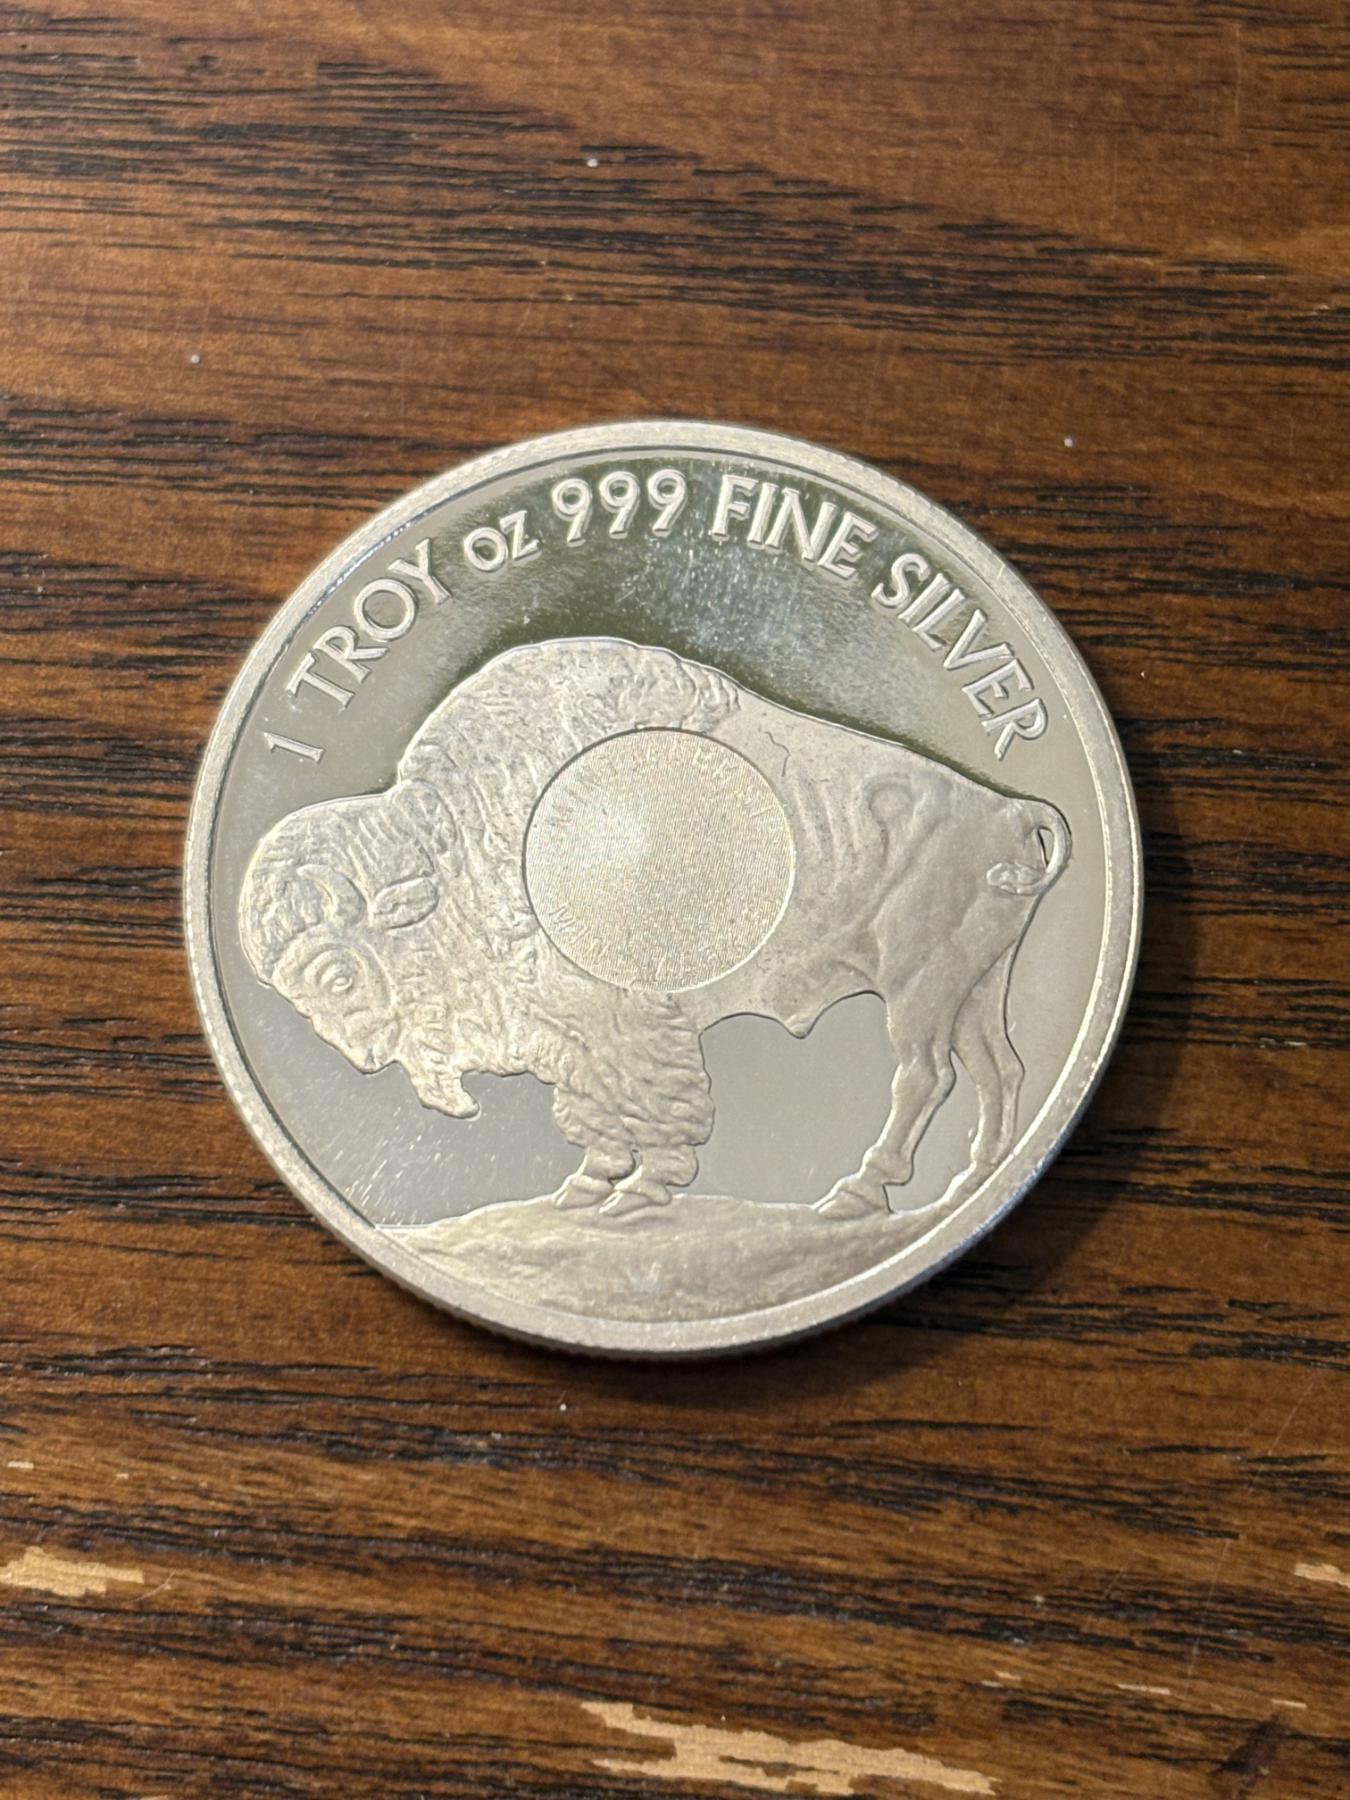 1 TROY oz 999 FINE SILVER